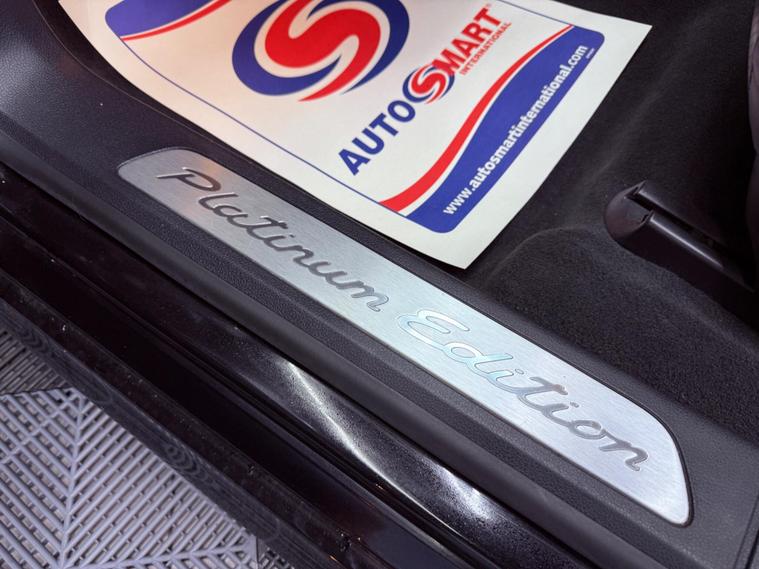 AUTOSMART
INTERNATIONAL
www.autosmartinternational.com
Platinum Edition